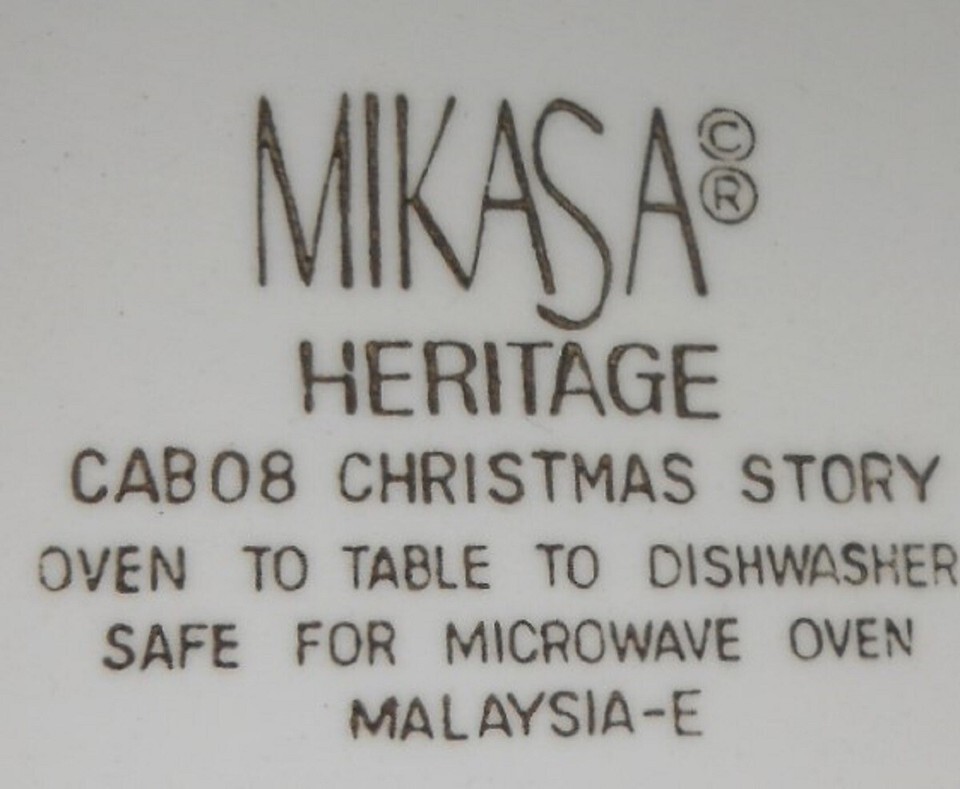 MIKASA©®
HERITAGE
CAB08 CHRISTMAS STORY
OVEN TO TABLE TO DISHWASHER
SAFE FOR MICROWAVE OVEN
MALAYSIA-E